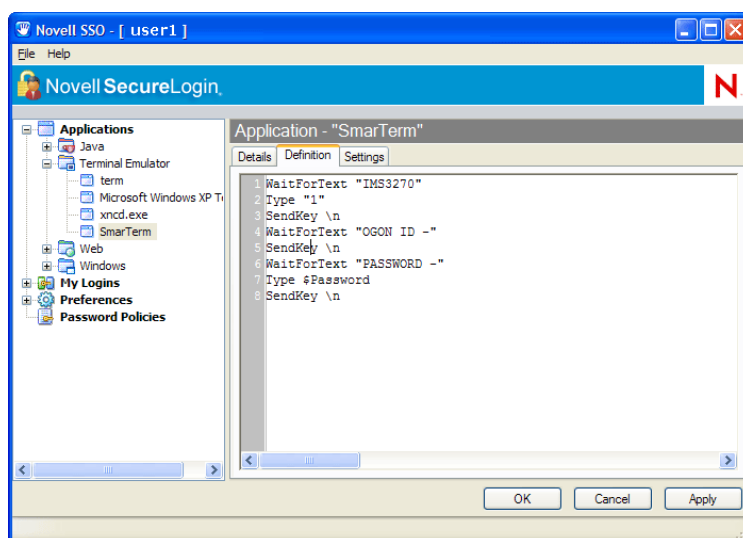 Novell SSO - [ user1 ]
File Help
Novell SecureLogin.
N
Applications
Java
Terminal Emulator
term
Microsoft Windows XP T
xncd.exe
SmarTerm
Web
Windows
My Logins
Preferences
Password Policies
Application - "SmarTerm"
Details Definition Settings
1 WaitForText "IMS3270"
2 Type "1"
3 SendKey \n
4 WaitForText "OGON ID -"
5 SendKey \n
6 WaitForText "PASSWORD -"
7 Type $Password
8 SendKey \n
OK Cancel Apply